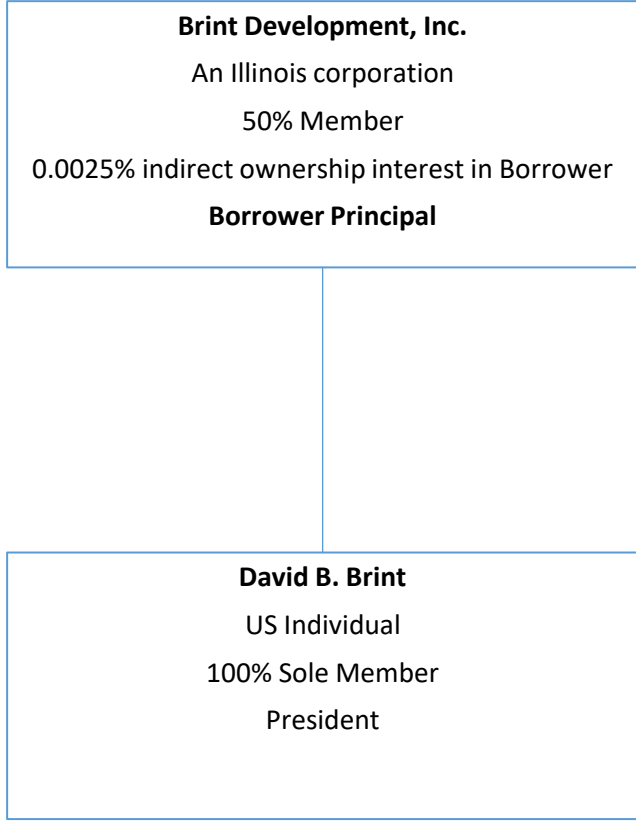 Brint Development, Inc.
An Illinois corporation
50% Member
0.0025% indirect ownership interest in Borrower
Borrower Principal
David B. Brint
US Individual
100% Sole Member
President